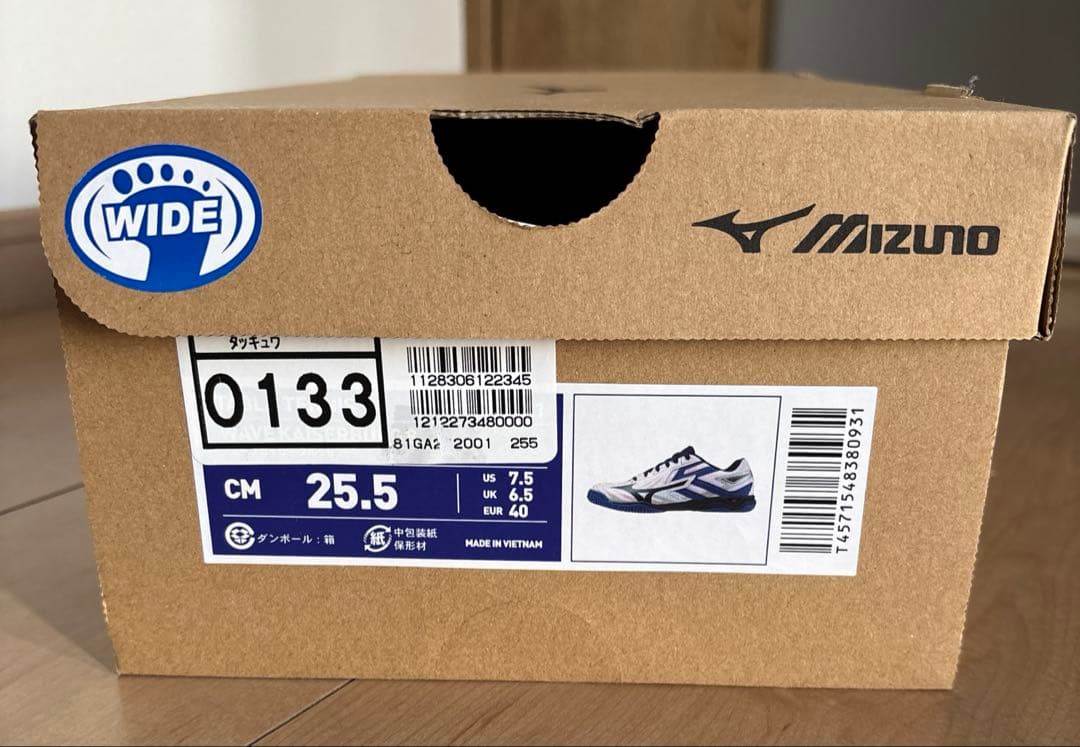 WIDE
MIZUNO
タッキュウ
0133
1128306122345
1212273480000
2001 255
CM 25.5
US 7.5
UK 6.5
EUR 40
ダンボール：箱
紙 中包装紙
保形材
MADE IN VIETNAM
T4571548380931